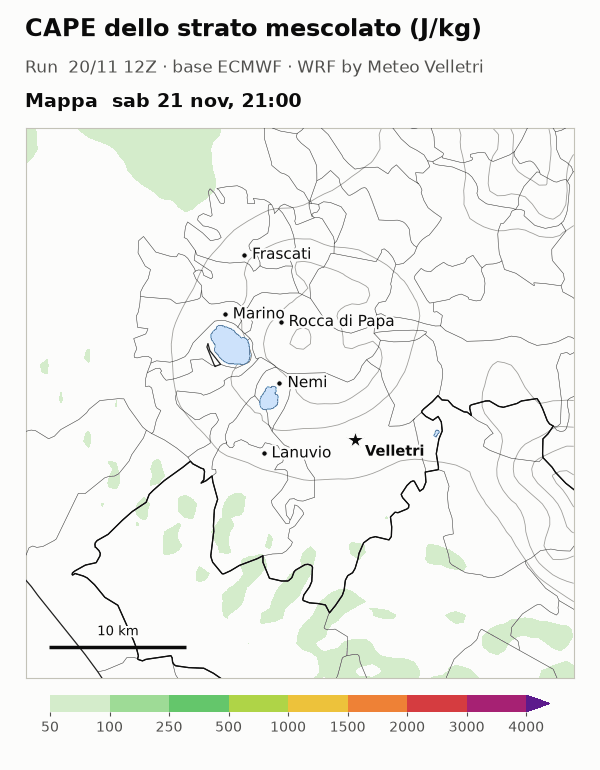 CAPE dello strato mescolato (J/kg)
Run  20/11 12Z · base ECMWF · WRF by Meteo Velletri
Mappa  sab 21 nov, 21:00
Frascati
Marino
Rocca di Papa
Nemi
Velletri
Lanuvio
10 km
50 100 250 500 1000 1500 2000 3000 4000